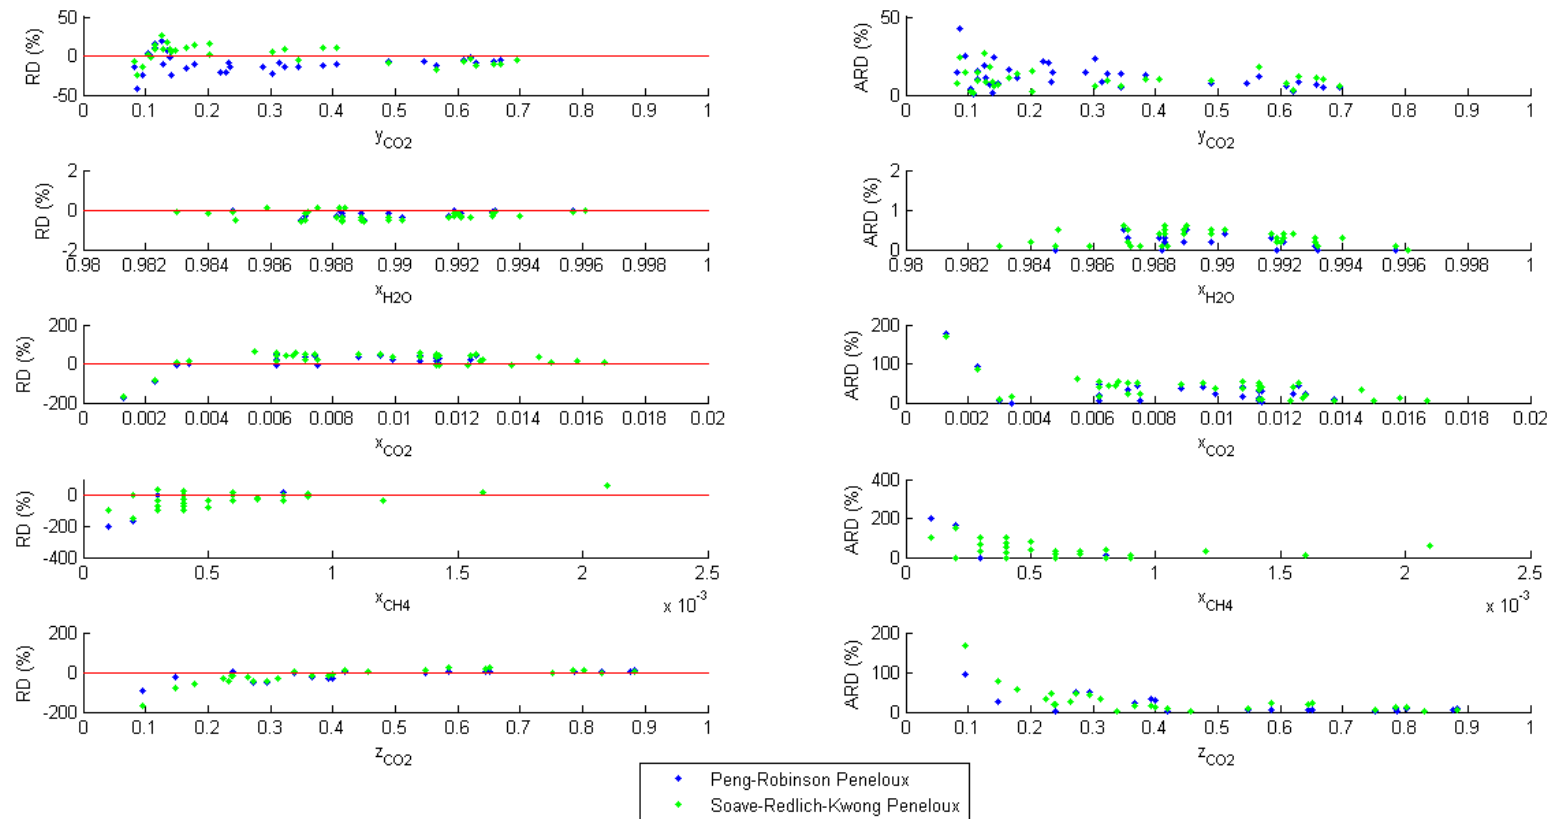 50
0
-50
RD (%)
0 0.1 0.2 0.3 0.4 0.5 0.6 0.7 0.8 0.9 1
yCO2
50
0
ARD (%)
0 0.1 0.2 0.3 0.4 0.5 0.6 0.7 0.8 0.9 1
yCO2
2
0
-2
RD (%)
0.98 0.982 0.984 0.986 0.988 0.99 0.992 0.994 0.996 0.998 1
xH2O
2
1
0
ARD (%)
0.98 0.982 0.984 0.986 0.988 0.99 0.992 0.994 0.996 0.998 1
xH2O
200
0
-200
RD (%)
0 0.002 0.004 0.006 0.008 0.01 0.012 0.014 0.016 0.018 0.02
xCO2
200
100
0
ARD (%)
0 0.002 0.004 0.006 0.008 0.01 0.012 0.014 0.016 0.018 0.02
xCO2
0
-200
-400
RD (%)
0 0.5 1 1.5 2 2.5
xCH4
x 10-3
400
200
0
ARD (%)
0 0.5 1 1.5 2 2.5
xCH4
x 10-3
200
0
-200
RD (%)
0 0.1 0.2 0.3 0.4 0.5 0.6 0.7 0.8 0.9 1
zCO2
200
100
0
ARD (%)
0 0.1 0.2 0.3 0.4 0.5 0.6 0.7 0.8 0.9 1
zCO2
Peng-Robinson Peneloux
Soave-Redlich-Kwong Peneloux